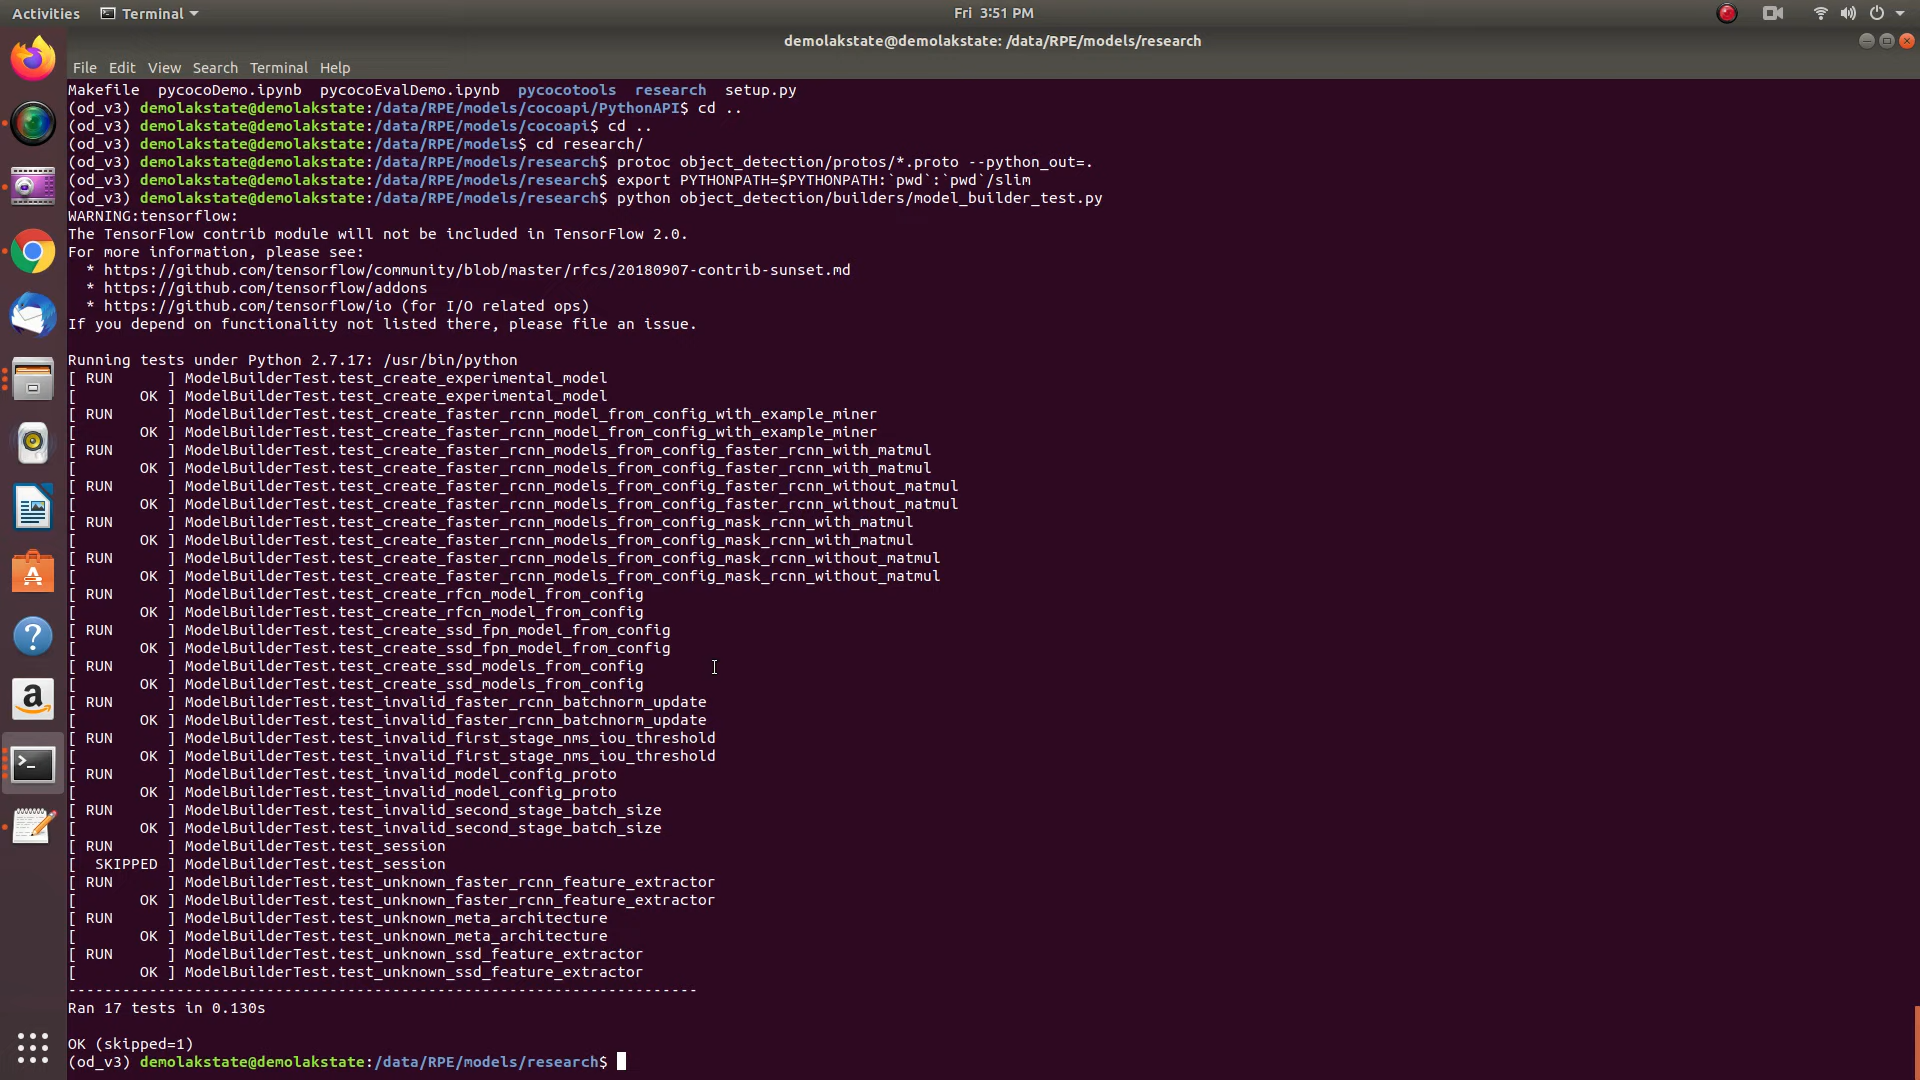 Activities Terminal Fri 3:51 PM
demolakstate@demolakstate: /data/RPE/models/research
File Edit View Search Terminal Help
Makefile  pycocoDemo.ipynb  pycocoEvalDemo.ipynb  pycocotools  research  setup.py
(od_v3) demolakstate@demolakstate:/data/RPE/models/cocoapi/PythonAPI$ cd ..
(od_v3) demolakstate@demolakstate:/data/RPE/models/cocoapi$ cd ..
(od_v3) demolakstate@demolakstate:/data/RPE/models$ cd research/
(od_v3) demolakstate@demolakstate:/data/RPE/models/research$ protoc object_detection/protos/*.proto --python_out=.
(od_v3) demolakstate@demolakstate:/data/RPE/models/research$ export PYTHONPATH=$PYTHONPATH:`pwd`:`pwd`/slim
(od_v3) demolakstate@demolakstate:/data/RPE/models/research$ python object_detection/builders/model_builder_test.py
WARNING:tensorflow:
The TensorFlow contrib module will not be included in TensorFlow 2.0.
For more information, please see:
  * https://github.com/tensorflow/community/blob/master/rfcs/20180907-contrib-sunset.md
  * https://github.com/tensorflow/addons
  * https://github.com/tensorflow/io (for I/O related ops)
If you depend on functionality not listed there, please file an issue.
Running tests under Python 2.7.17: /usr/bin/python
[ RUN      ] ModelBuilderTest.test_create_experimental_model
[       OK ] ModelBuilderTest.test_create_experimental_model
[ RUN      ] ModelBuilderTest.test_create_faster_rcnn_model_from_config_with_example_miner
[       OK ] ModelBuilderTest.test_create_faster_rcnn_model_from_config_with_example_miner
[ RUN      ] ModelBuilderTest.test_create_faster_rcnn_models_from_config_faster_rcnn_with_matmul
[       OK ] ModelBuilderTest.test_create_faster_rcnn_models_from_config_faster_rcnn_with_matmul
[ RUN      ] ModelBuilderTest.test_create_faster_rcnn_models_from_config_faster_rcnn_without_matmul
[       OK ] ModelBuilderTest.test_create_faster_rcnn_models_from_config_faster_rcnn_without_matmul
[ RUN      ] ModelBuilderTest.test_create_faster_rcnn_models_from_config_mask_rcnn_with_matmul
[       OK ] ModelBuilderTest.test_create_faster_rcnn_models_from_config_mask_rcnn_with_matmul
[ RUN      ] ModelBuilderTest.test_create_faster_rcnn_models_from_config_mask_rcnn_without_matmul
[       OK ] ModelBuilderTest.test_create_faster_rcnn_models_from_config_mask_rcnn_without_matmul
[ RUN      ] ModelBuilderTest.test_create_rfcn_model_from_config
[       OK ] ModelBuilderTest.test_create_rfcn_model_from_config
[ RUN      ] ModelBuilderTest.test_create_ssd_fpn_model_from_config
[       OK ] ModelBuilderTest.test_create_ssd_fpn_model_from_config
[ RUN      ] ModelBuilderTest.test_create_ssd_models_from_config
[       OK ] ModelBuilderTest.test_create_ssd_models_from_config
[ RUN      ] ModelBuilderTest.test_invalid_faster_rcnn_batchnorm_update
[       OK ] ModelBuilderTest.test_invalid_faster_rcnn_batchnorm_update
[ RUN      ] ModelBuilderTest.test_invalid_first_stage_nms_iou_threshold
[       OK ] ModelBuilderTest.test_invalid_first_stage_nms_iou_threshold
[ RUN      ] ModelBuilderTest.test_invalid_model_config_proto
[       OK ] ModelBuilderTest.test_invalid_model_config_proto
[ RUN      ] ModelBuilderTest.test_invalid_second_stage_batch_size
[       OK ] ModelBuilderTest.test_invalid_second_stage_batch_size
[ RUN      ] ModelBuilderTest.test_session
[  SKIPPED ] ModelBuilderTest.test_session
[ RUN      ] ModelBuilderTest.test_unknown_faster_rcnn_feature_extractor
[       OK ] ModelBuilderTest.test_unknown_faster_rcnn_feature_extractor
[ RUN      ] ModelBuilderTest.test_unknown_meta_architecture
[       OK ] ModelBuilderTest.test_unknown_meta_architecture
[ RUN      ] ModelBuilderTest.test_unknown_ssd_feature_extractor
[       OK ] ModelBuilderTest.test_unknown_ssd_feature_extractor
----------------------------------------------------------------------
Ran 17 tests in 0.130s
OK (skipped=1)
(od_v3) demolakstate@demolakstate:/data/RPE/models/research$